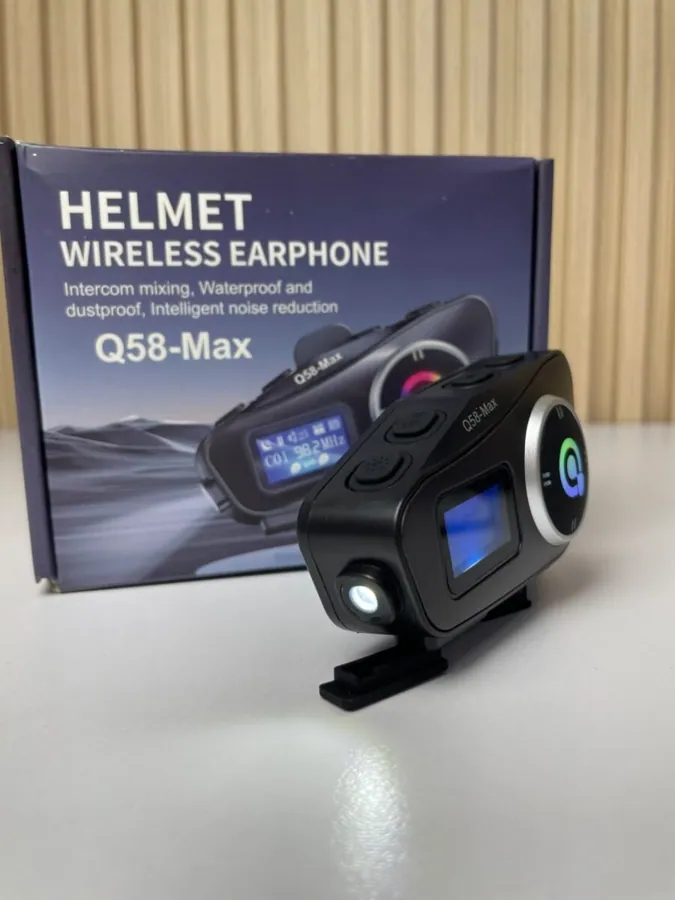 HELMET
WIRELESS EARPHONE
Intercom mixing, Waterproof and
dustproof, Intelligent noise reduction
Q58-Max
Q58-Max
C01 98.2MHz
Q58-Max